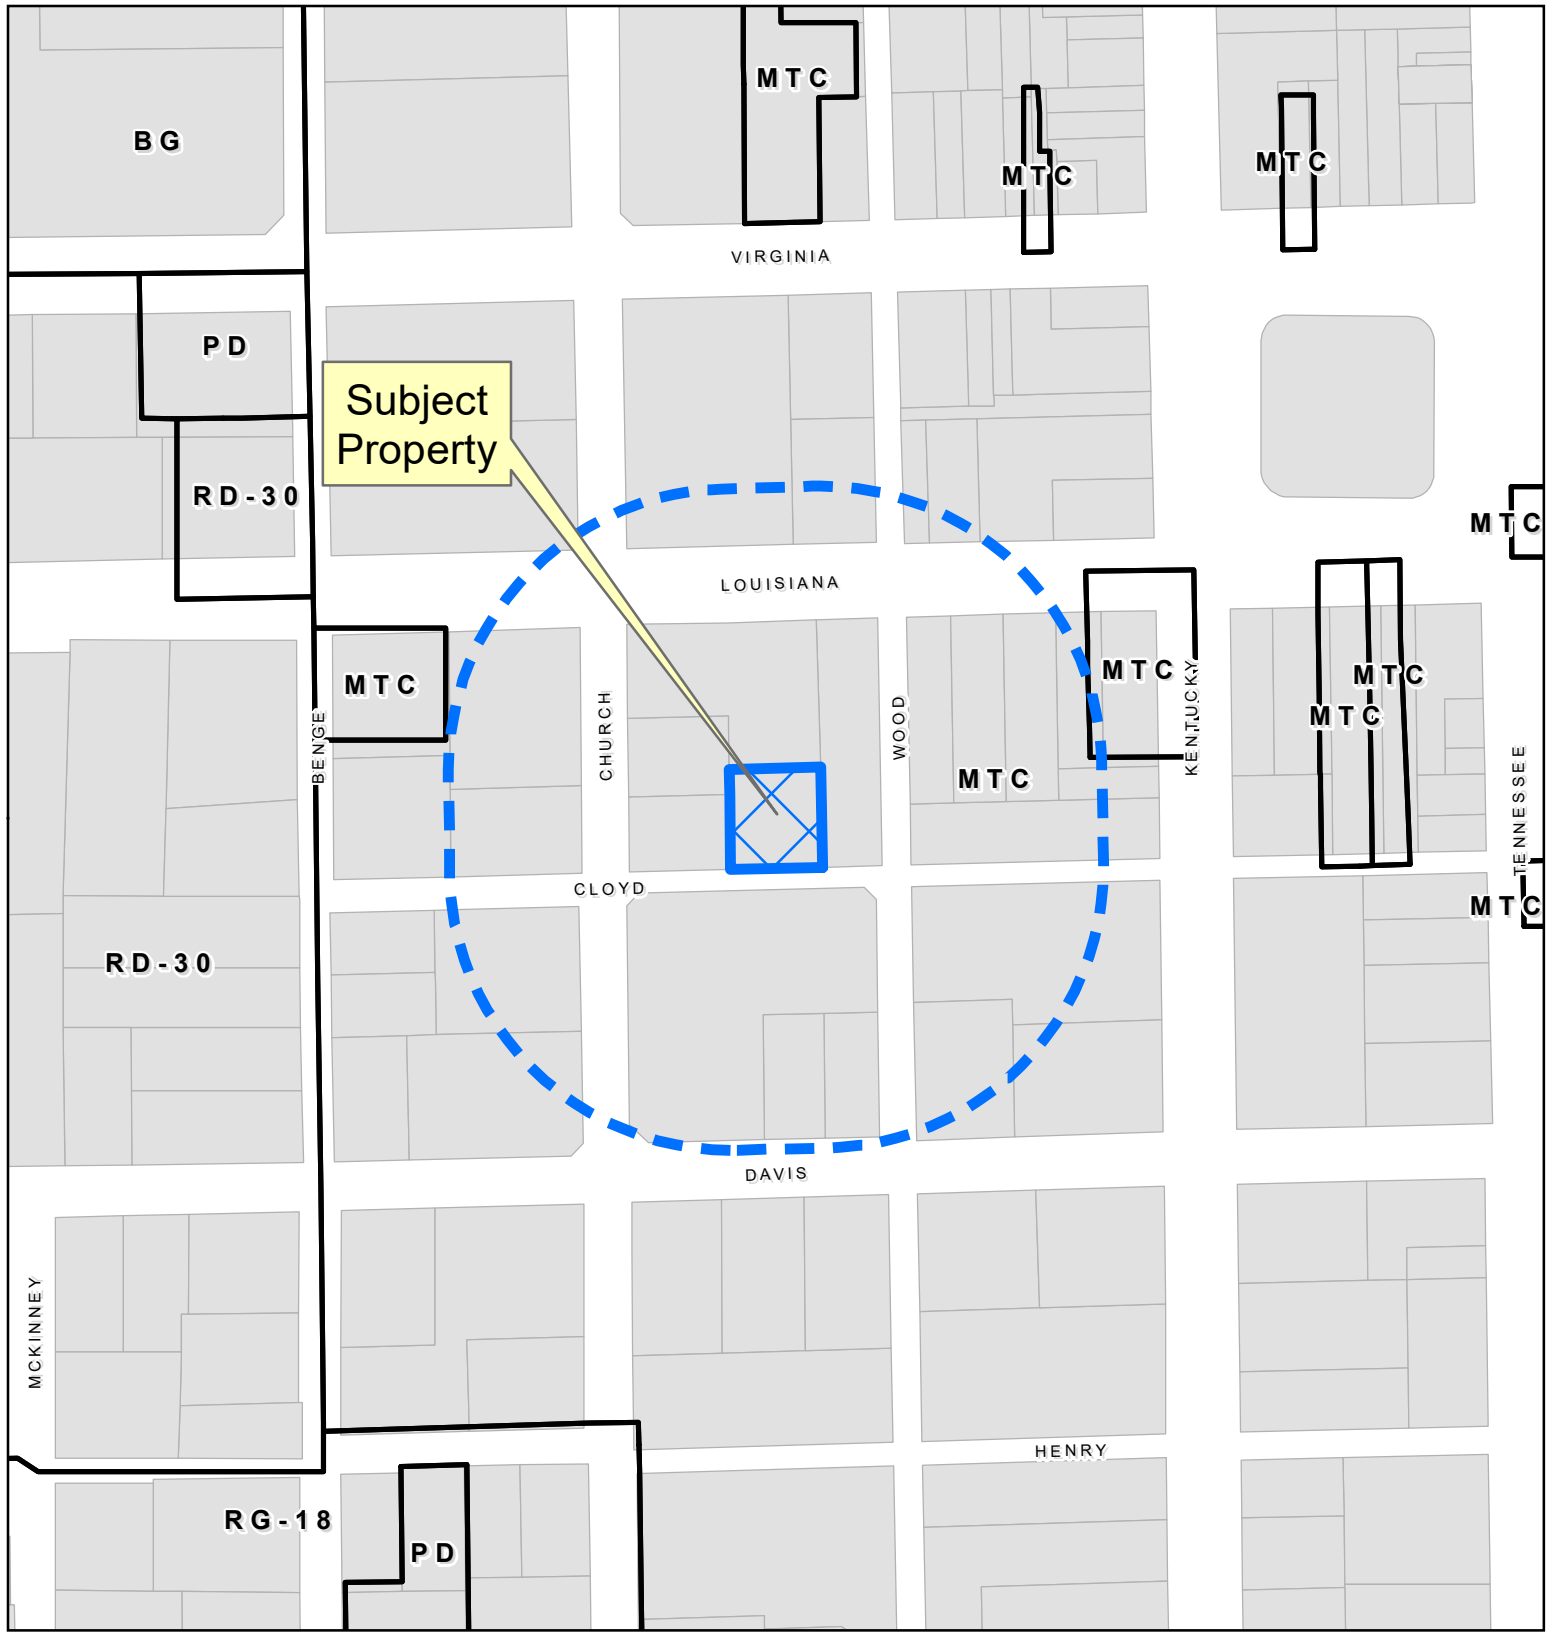 MTC
BG
MTC
MTC
VIRGINIA
PD
Subject
Property
RD-30
MTC
LOUISIANA
MTC
MTC
MTC
MTC
BENGE
CHURCH
WOOD
KENTUCKY
MTC
TENNESSEE
CLOYD
MTC
RD-30
DAVIS
MCKINNEY
HENRY
RG-18
PD